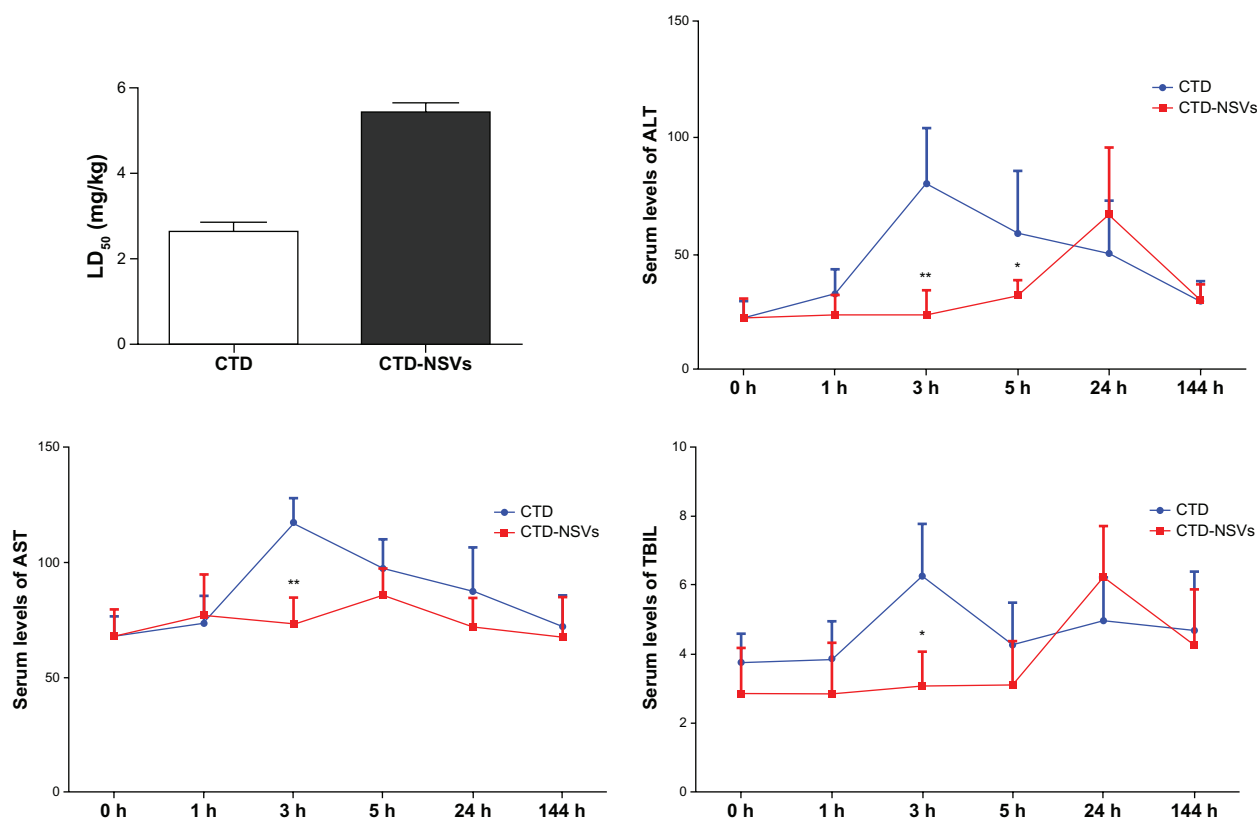 LD50 (mg/kg)
6
4
2
0
CTD
CTD-NSVs
Serum levels of ALT
150
100
50
0
CTD
CTD-NSVs
**
*
0 h
1 h
3 h
5 h
24 h
144 h
Serum levels of AST
150
100
50
0
CTD
CTD-NSVs
**
0 h
1 h
3 h
5 h
24 h
144 h
Serum levels of TBIL
10
8
6
4
2
0
CTD
CTD-NSVs
*
0 h
1 h
3 h
5 h
24 h
144 h